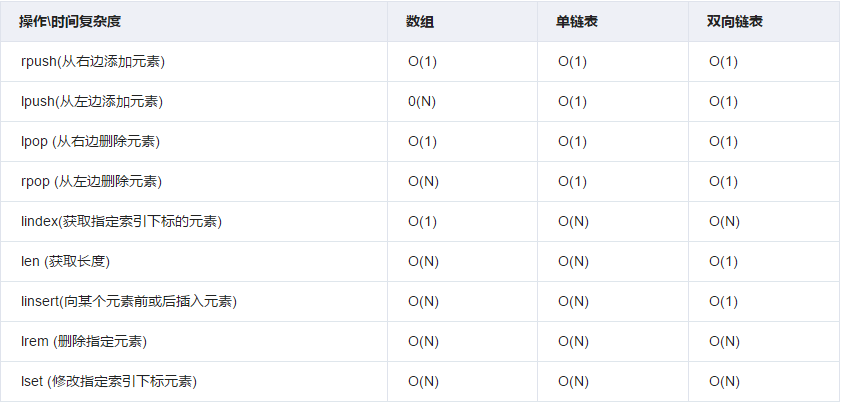 操作\时间复杂度 数组 单链表 双向链表
rpush(从右边添加元素) O(1) O(1) O(1)
lpush(从左边添加元素) 0(N) O(1) O(1)
lpop (从右边删除元素) O(1) O(1) O(1)
rpop (从左边删除元素) O(N) O(1) O(1)
lindex(获取指定索引下标的元素) O(1) O(N) O(N)
len (获取长度) O(N) O(N) O(1)
linsert(向某个元素前或后插入元素) O(N) O(N) O(1)
lrem (删除指定元素) O(N) O(N) O(N)
lset (修改指定索引下标元素) O(N) O(N) O(N)